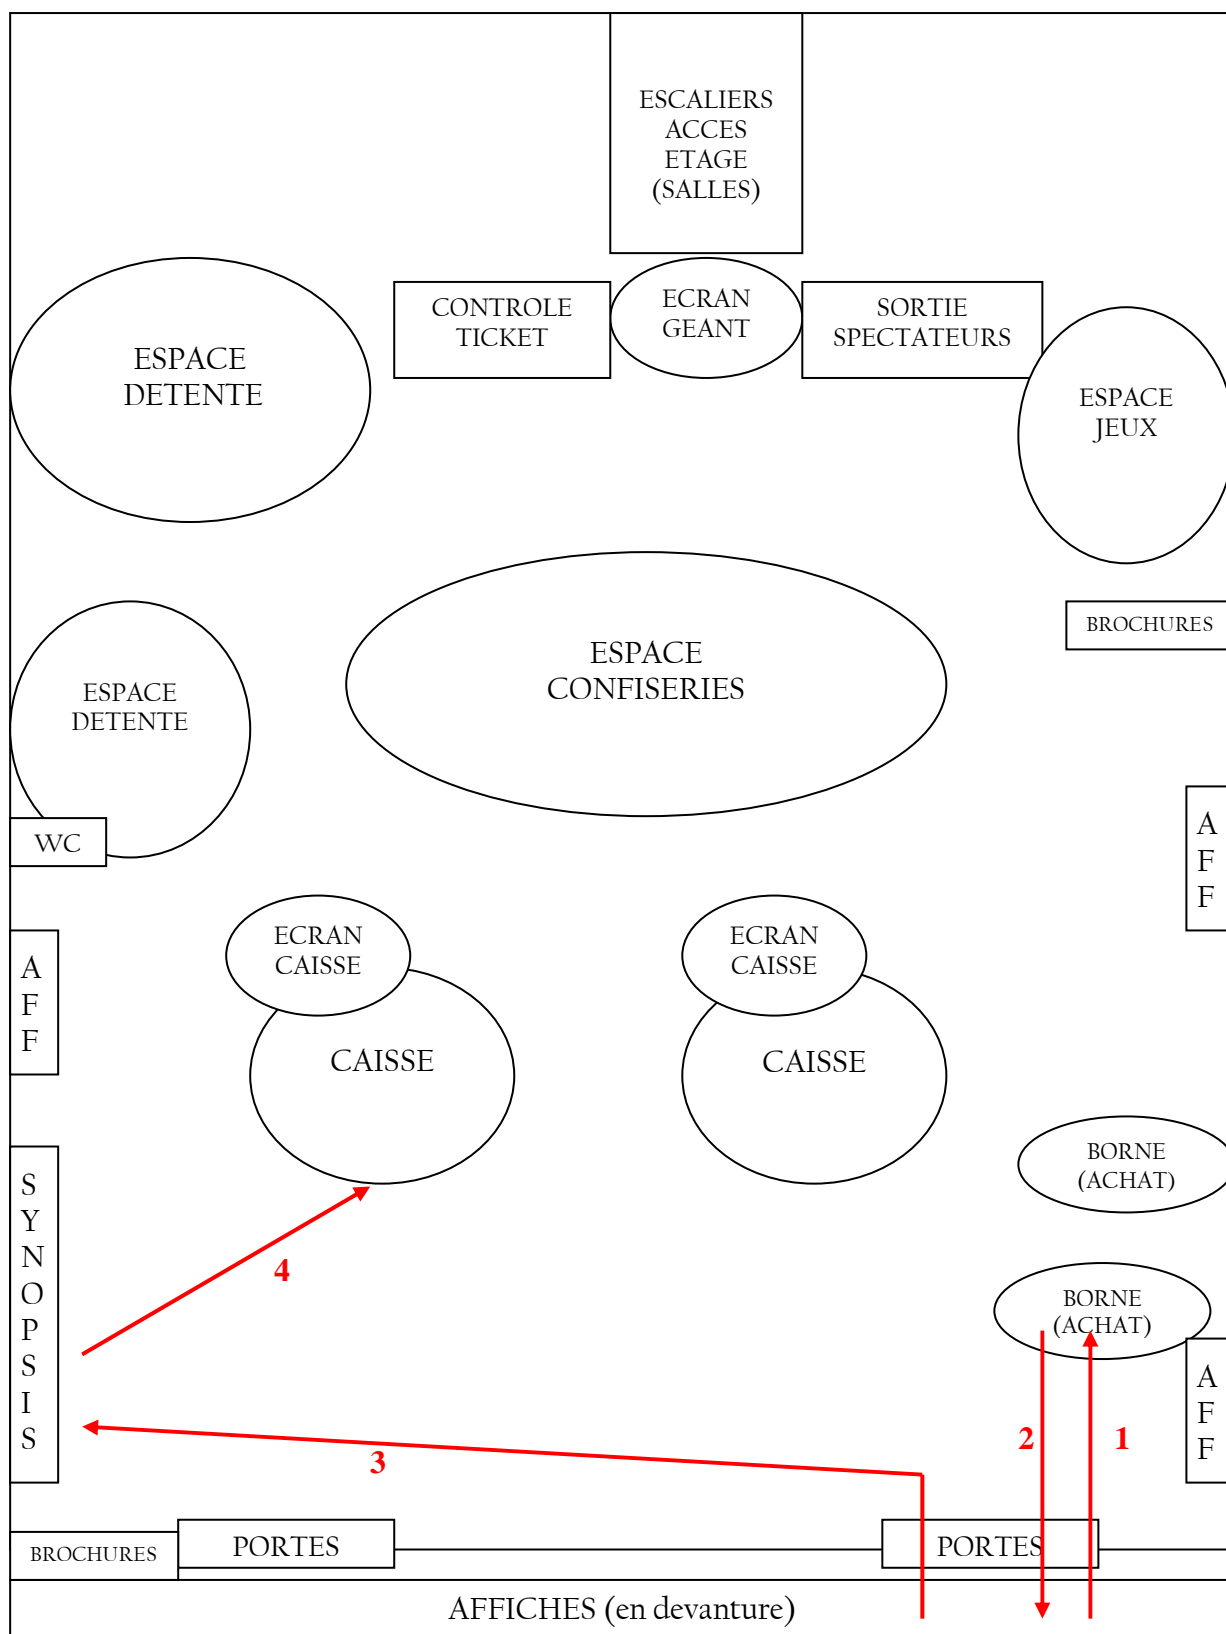 ESCALIERS
ACCES
ETAGE
(SALLES)
CONTROLE
TICKET
ECRAN
GEANT
SORTIE
SPECTATEURS
ESPACE
DETENTE
ESPACE
JEUX
BROCHURES
ESPACE
CONFISERIES
ESPACE
DETENTE
WC
A
F
F
ECRAN
CAISSE
ECRAN
CAISSE
A
F
F
CAISSE
CAISSE
BORNE
(ACHAT)
S
Y
N
O
P
S
I
S
4
BORNE
(ACHAT)
A
F
F
3
2
1
BROCHURES
PORTES
PORTES
AFFICHES (en devanture)